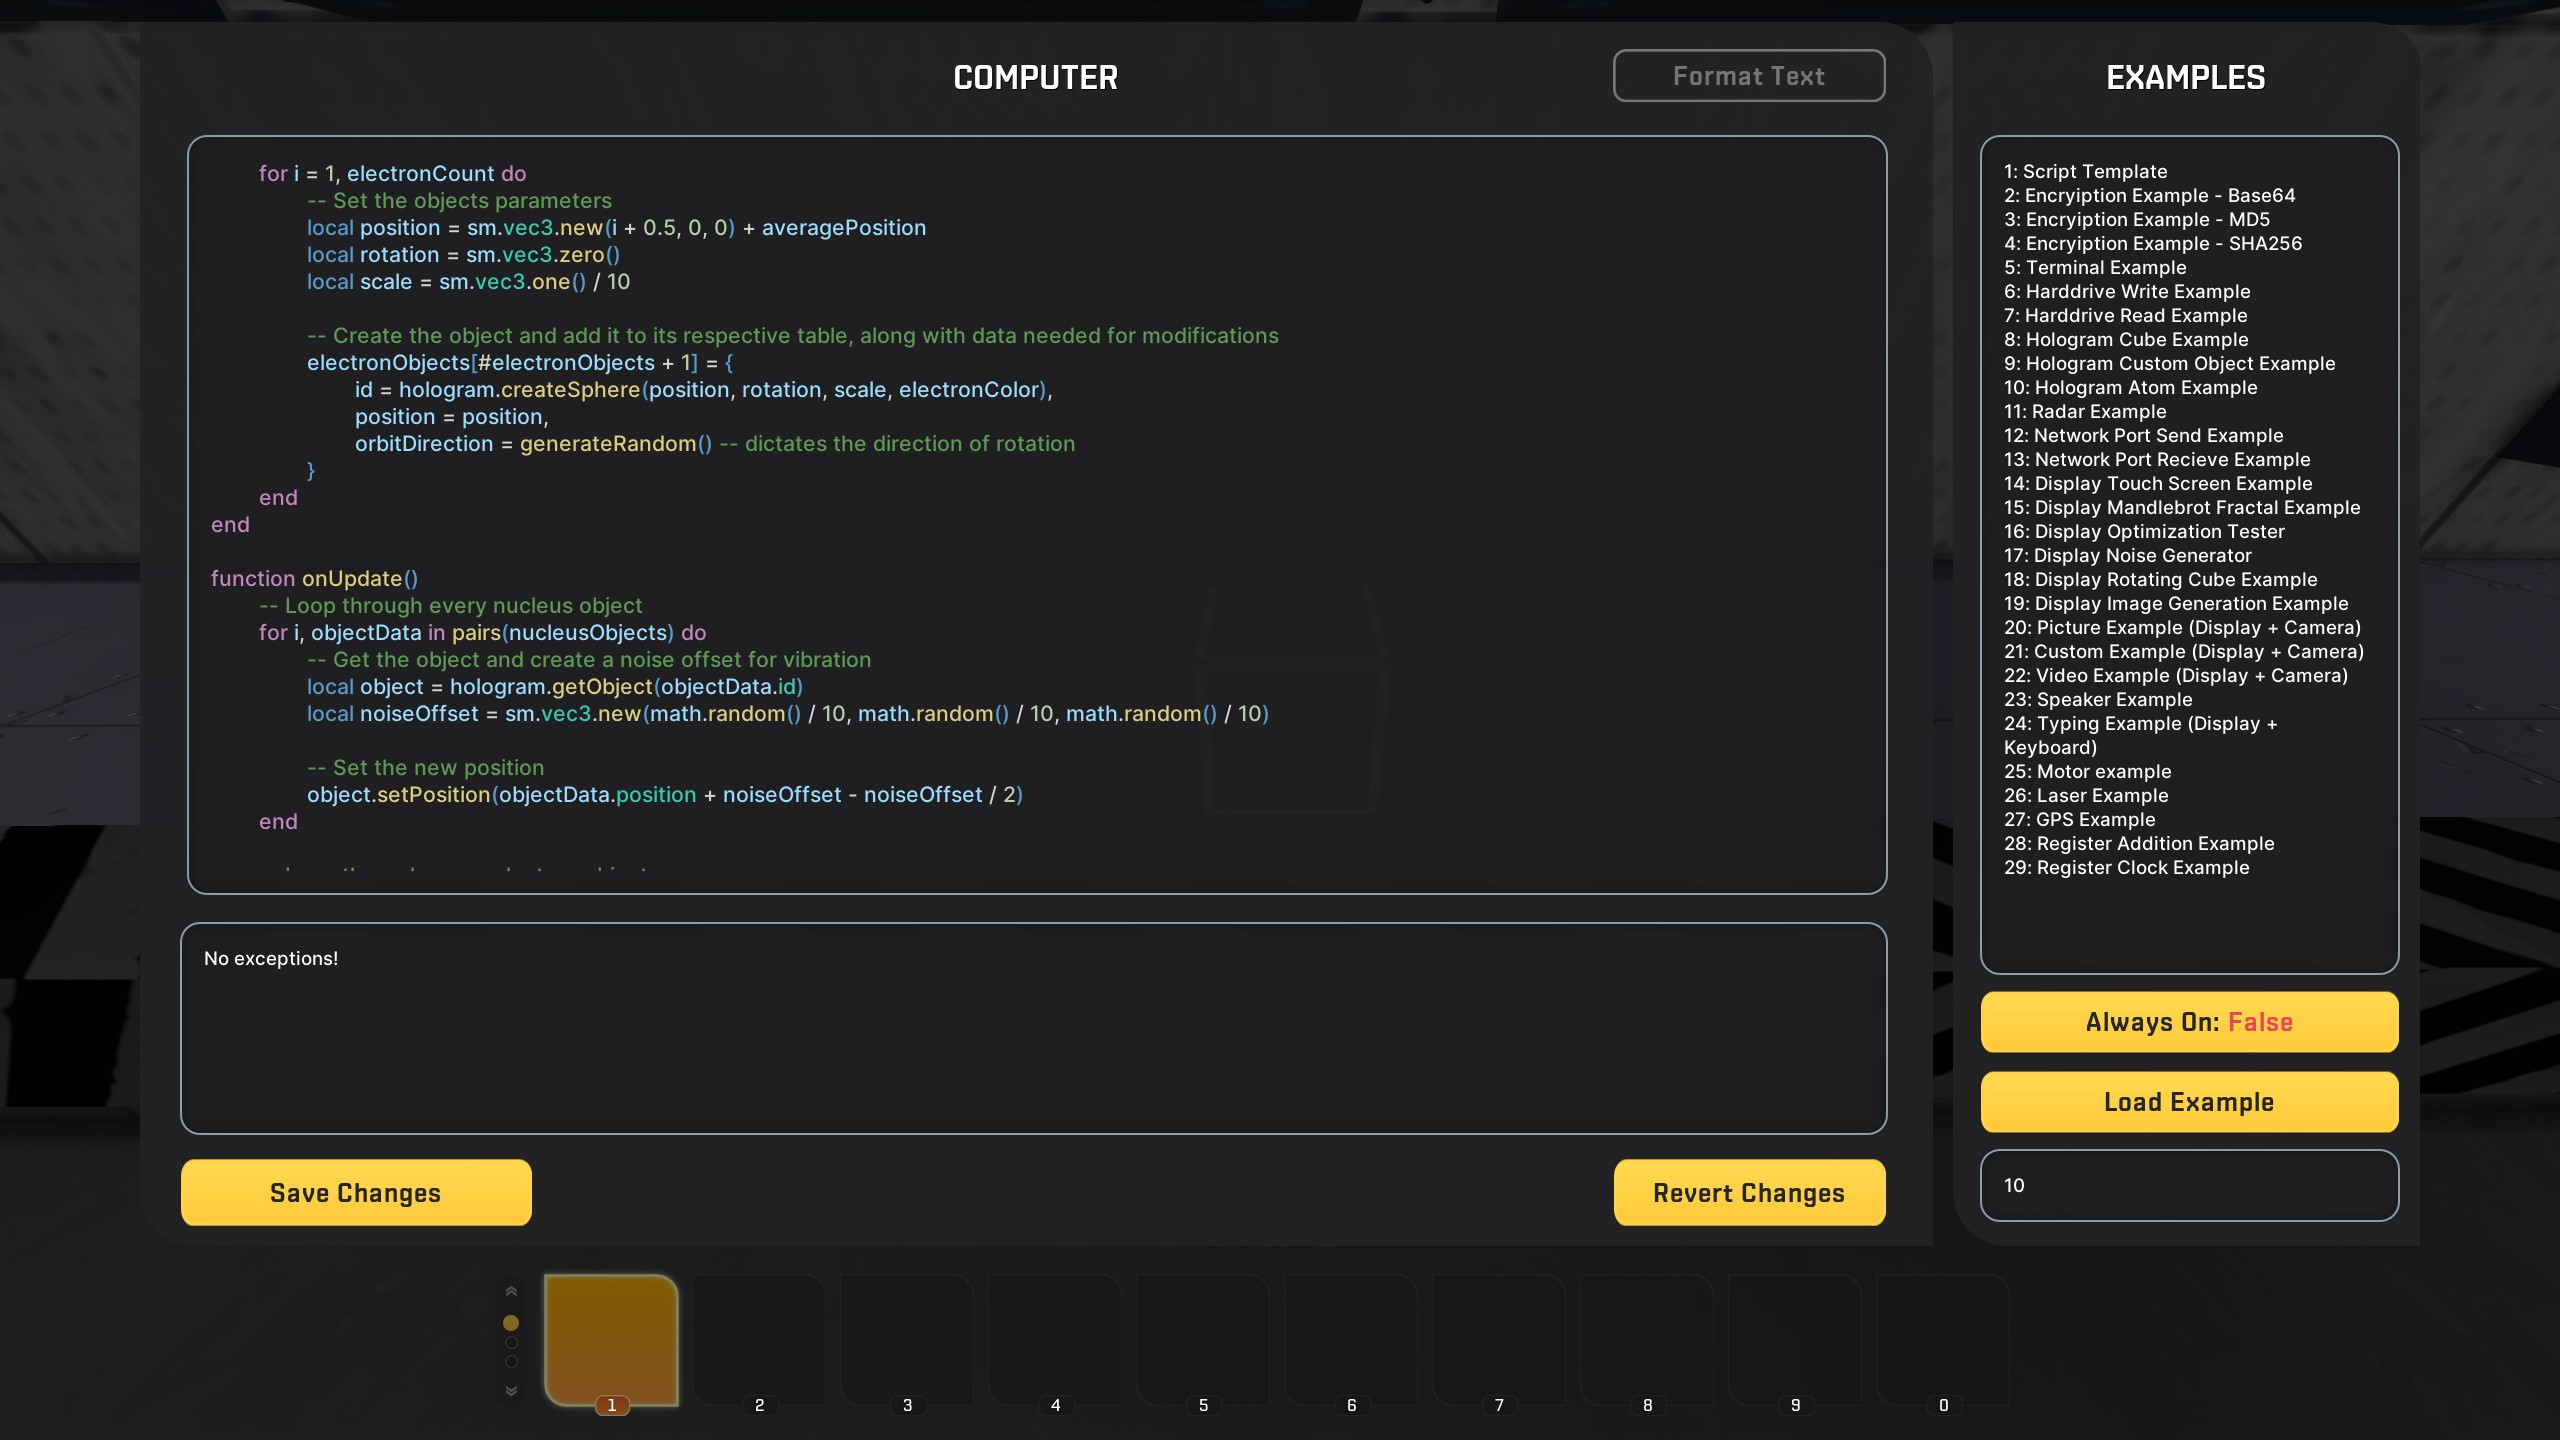 COMPUTER
Format Text
for i = 1, electronCount do
-- Set the objects parameters
local position = sm.vec3.new(i + 0.5, 0, 0) + averagePosition
local rotation = sm.vec3.zero()
local scale = sm.vec3.one() / 10
-- Create the object and add it to its respective table, along with data needed for modifications
electronObjects[#electronObjects + 1] = {
id = hologram.createSphere(position, rotation, scale, electronColor),
position = position,
orbitDirection = generateRandom() -- dictates the direction of rotation
}
end
end
function onUpdate()
-- Loop through every nucleus object
for i, objectData in pairs(nucleusObjects) do
-- Get the object and create a noise offset for vibration
local object = hologram.getObject(objectData.id)
local noiseOffset = sm.vec3.new(math.random() / 10, math.random() / 10, math.random() / 10)
-- Set the new position
object.setPosition(objectData.position + noiseOffset - noiseOffset / 2)
end
No exceptions!
Save Changes
Revert Changes
EXAMPLES
1: Script Template
2: Encryiption Example - Base64
3: Encryiption Example - MD5
4: Encryiption Example - SHA256
5: Terminal Example
6: Harddrive Write Example
7: Harddrive Read Example
8: Hologram Cube Example
9: Hologram Custom Object Example
10: Hologram Atom Example
11: Radar Example
12: Network Port Send Example
13: Network Port Recieve Example
14: Display Touch Screen Example
15: Display Mandlebrot Fractal Example
16: Display Optimization Tester
17: Display Noise Generator
18: Display Rotating Cube Example
19: Display Image Generation Example
20: Picture Example (Display + Camera)
21: Custom Example (Display + Camera)
22: Video Example (Display + Camera)
23: Speaker Example
24: Typing Example (Display +
Keyboard)
25: Motor example
26: Laser Example
27: GPS Example
28: Register Addition Example
29: Register Clock Example
Always On: False
Load Example
10
1 2 3 4 5 6 7 8 9 0